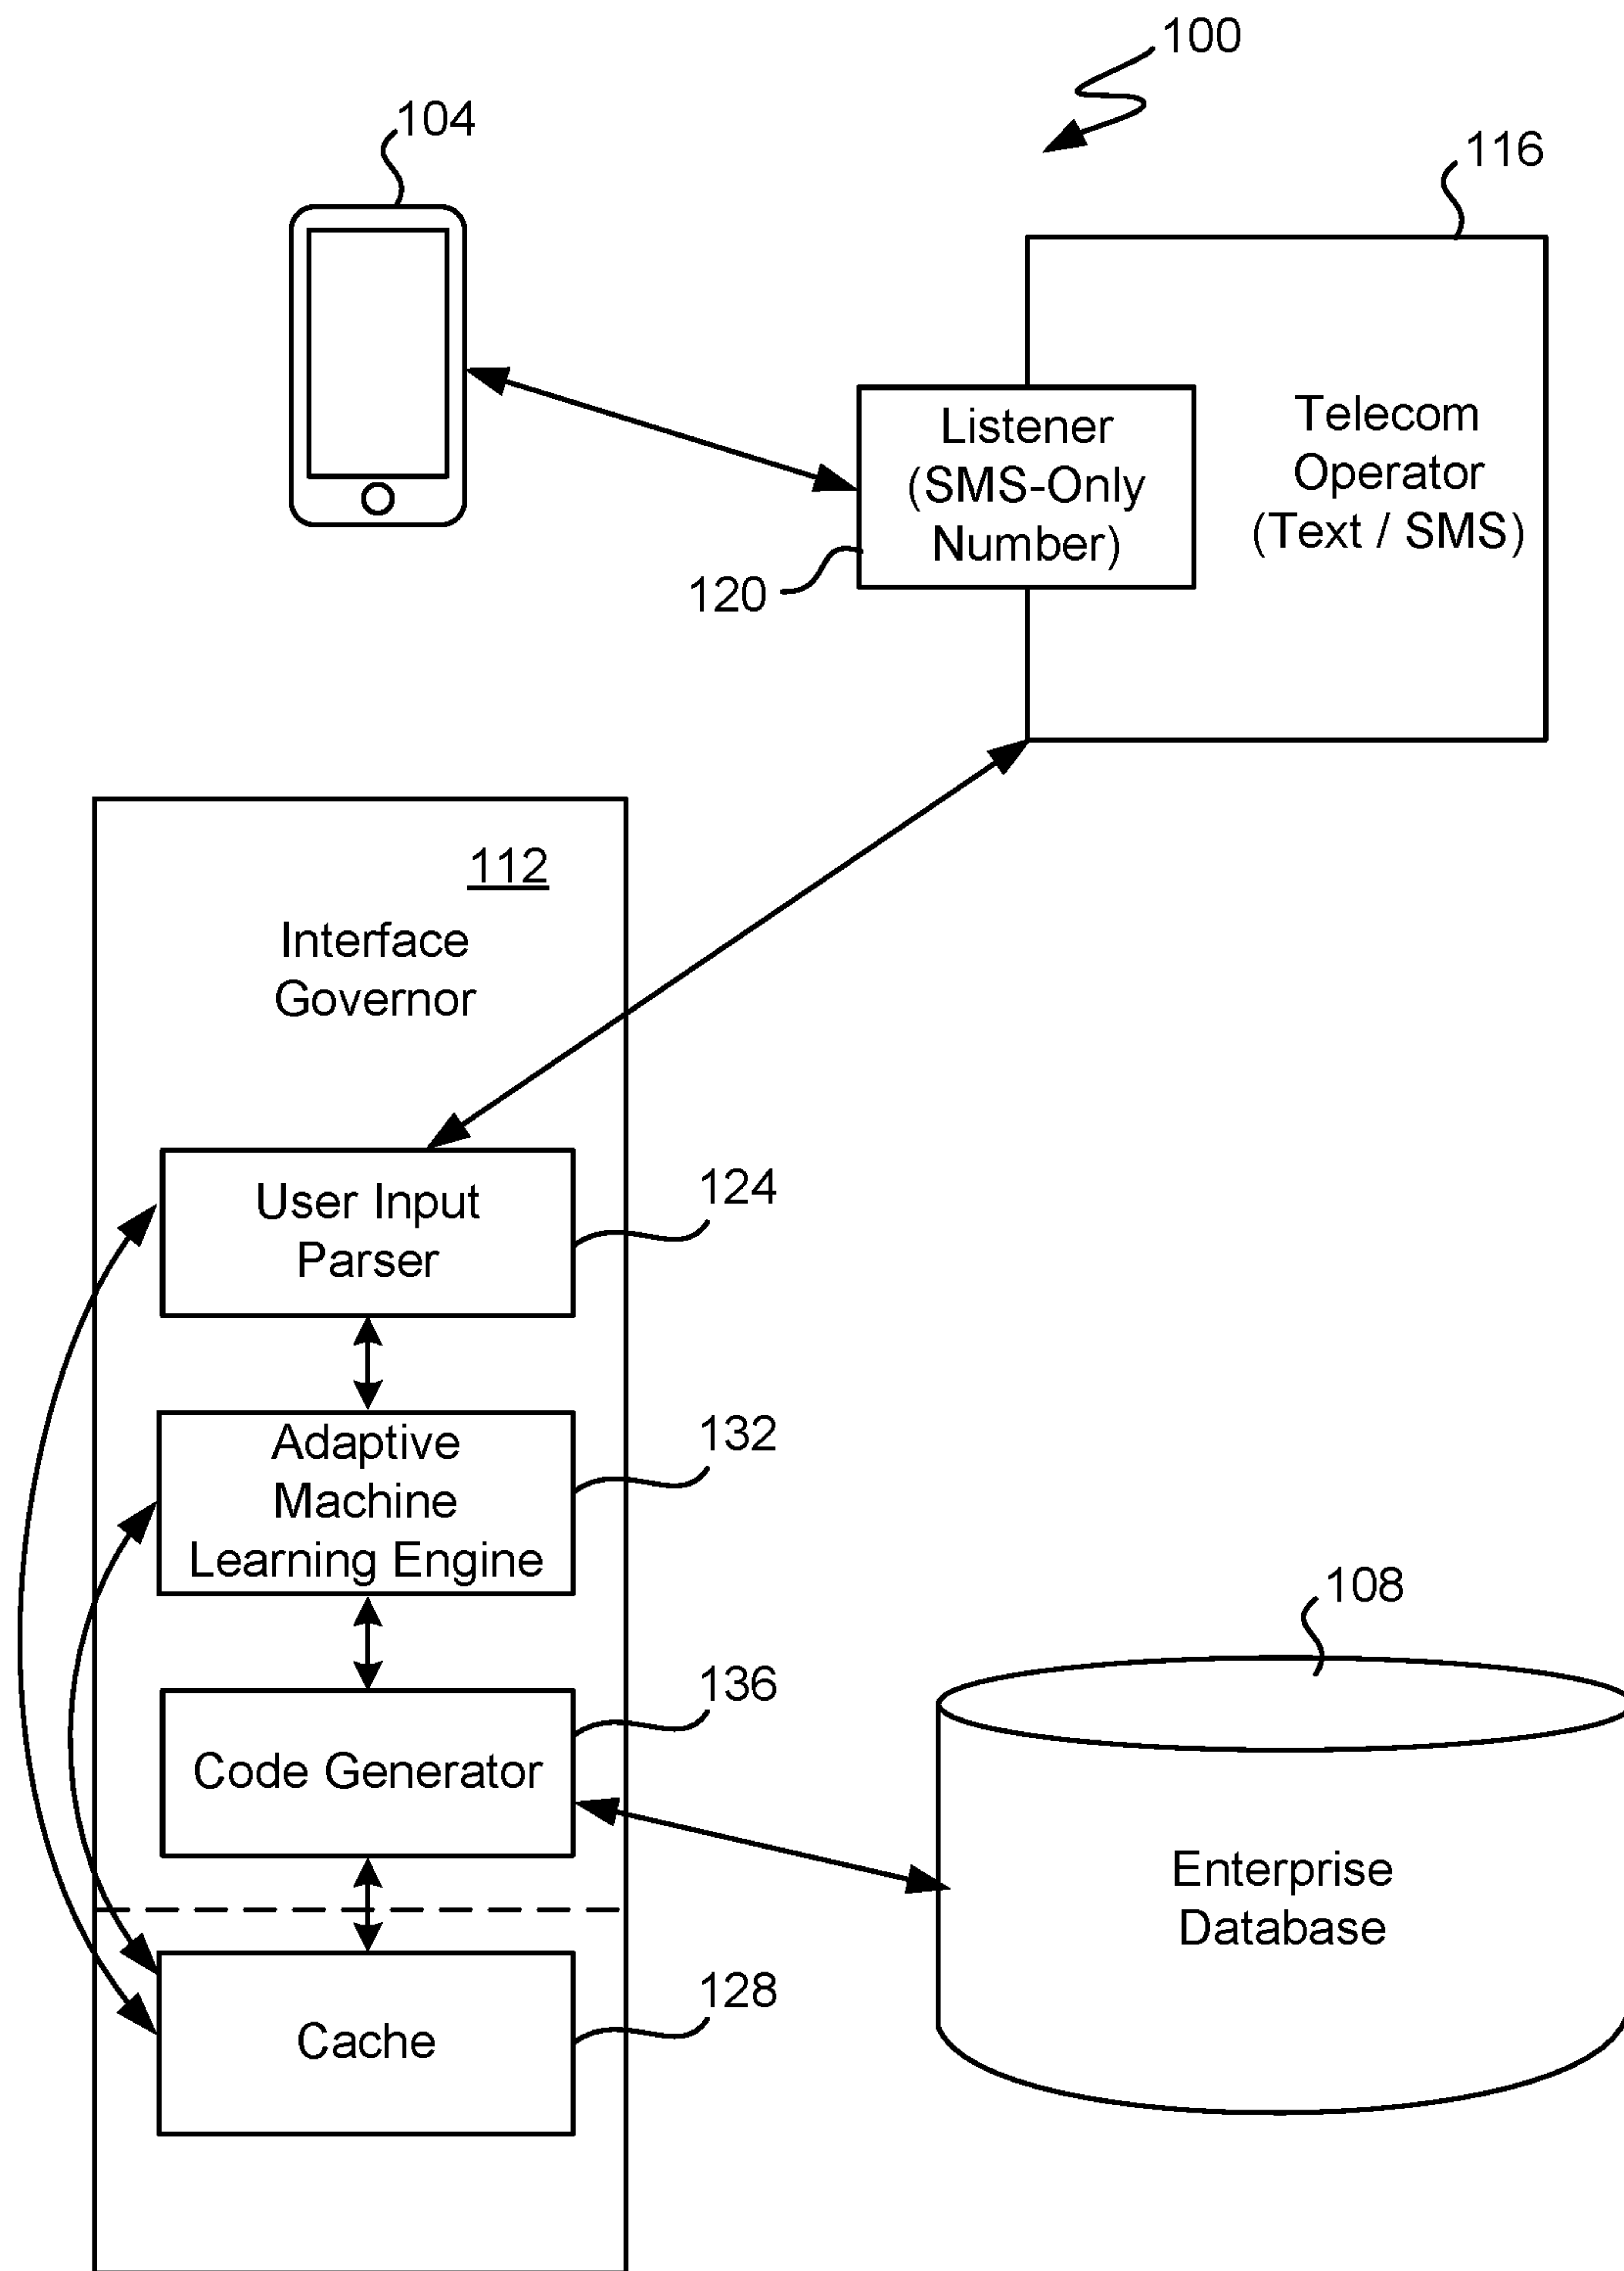 100
104
116
Listener
(SMS-Only
Number)
Telecom
Operator
(Text / SMS)
120
112
Interface
Governor
User Input
Parser
124
Adaptive
Machine
Learning Engine
132
108
Code Generator
136
Enterprise
Database
Cache
128